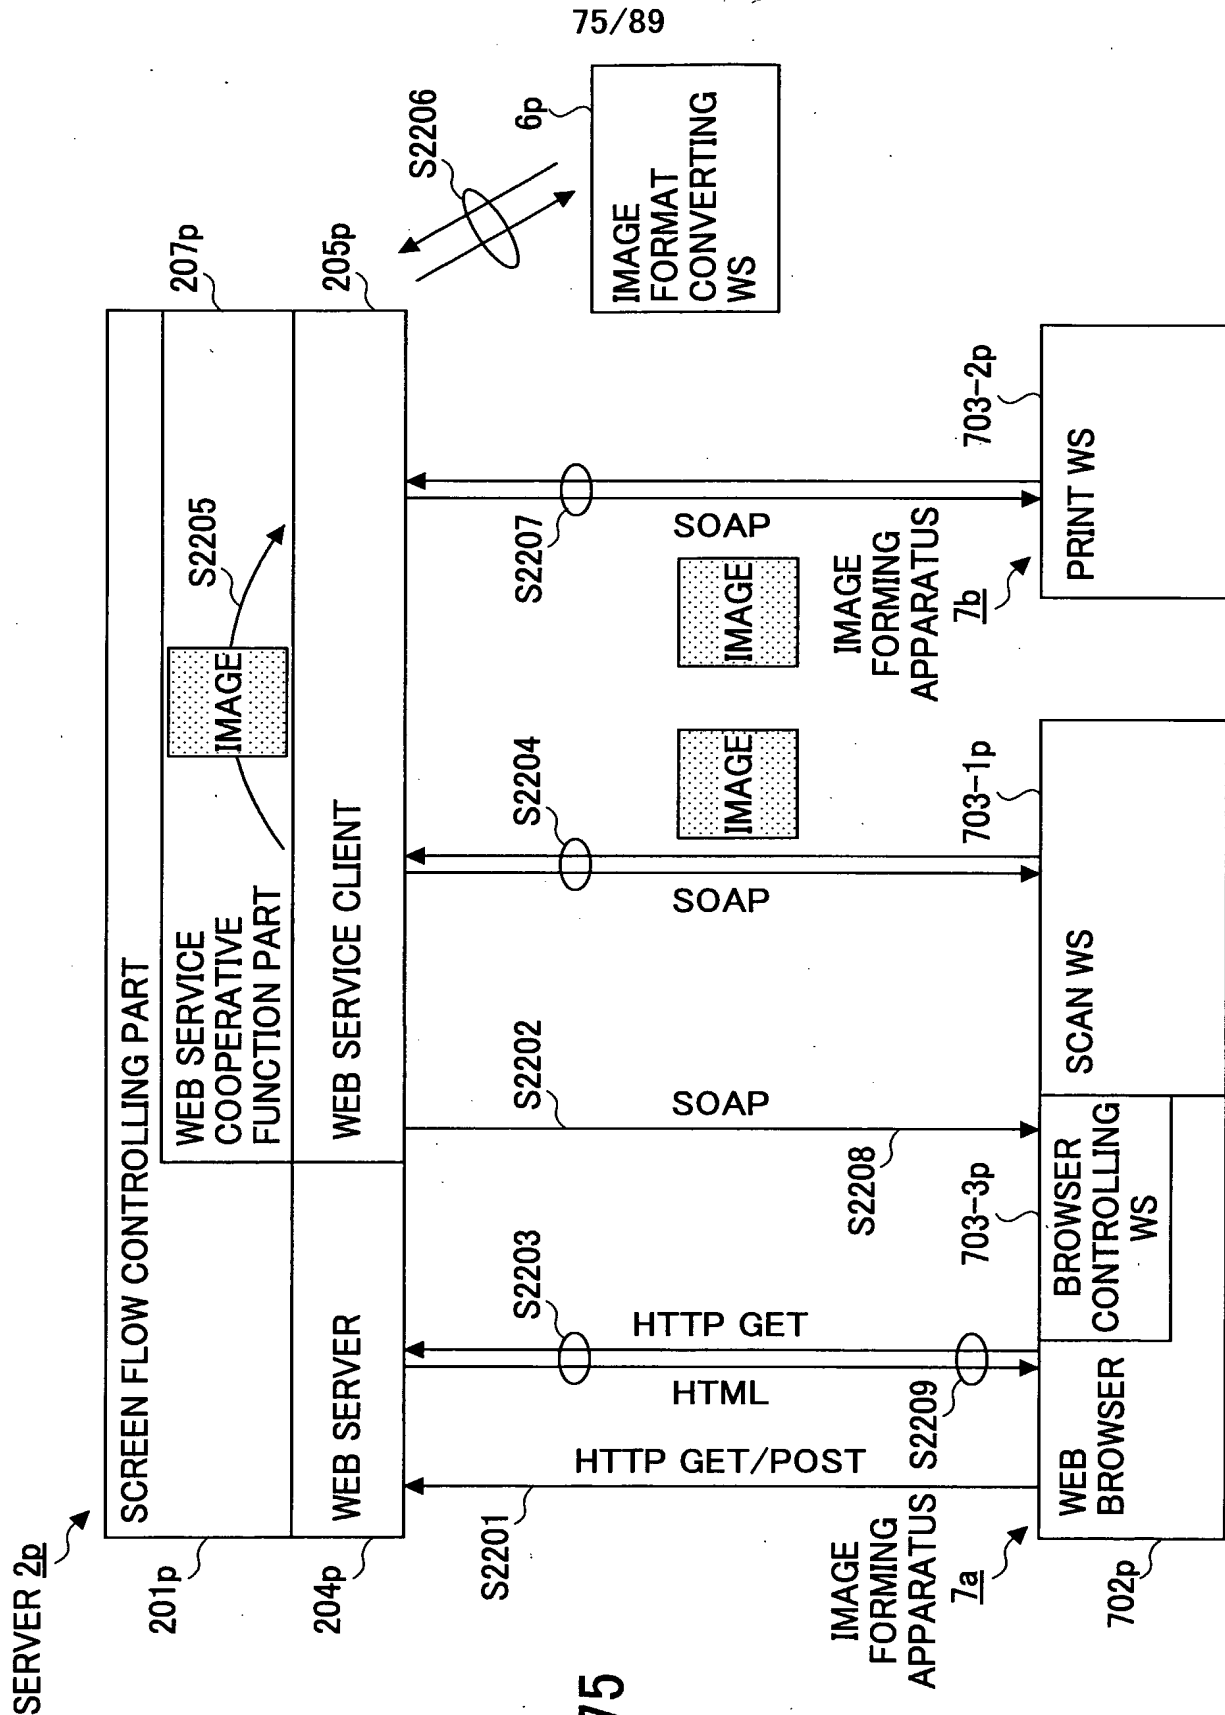 75/89
SERVER 2p
201p
SCREEN FLOW CONTROLLING PART
207p
WEB SERVICE
COOPERATIVE
FUNCTION PART
IMAGE
S2205
204p
WEB SERVER
WEB SERVICE CLIENT
205p
S2206
6p
IMAGE
FORMAT
CONVERTING
WS
S2201
HTTP GET/POST
S2203
HTTP GET
HTML
S2209
S2202
SOAP
S2208
S2204
SOAP
IMAGE
S2207
SOAP
IMAGE
IMAGE
FORMING
APPARATUS
7a
IMAGE
FORMING
APPARATUS
7b
702p
WEB
BROWSER
703-3p
BROWSER
CONTROLLING
WS
703-1p
SCAN WS
703-2p
PRINT WS
75